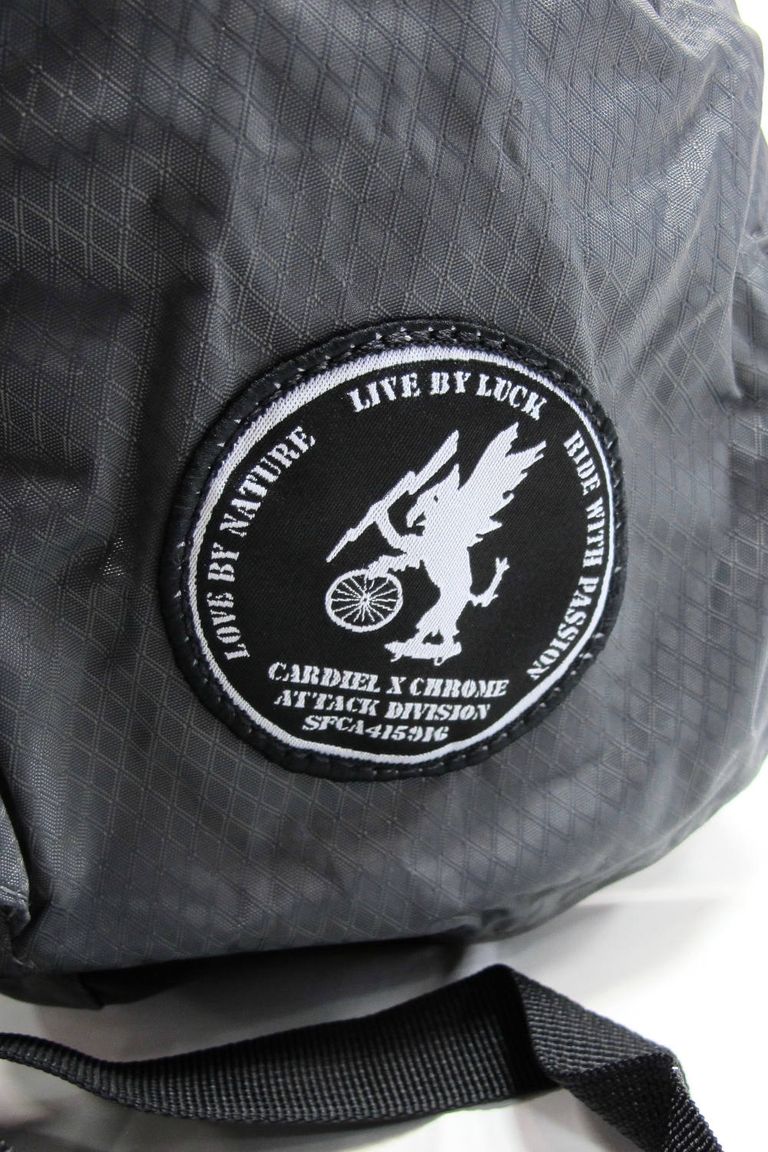 LOVE BY NATURE
LIVE BY LUCK
RIDE WITH PASSION
CARDIEL X CHROME
ATTACK DIVISION
SFCA415916